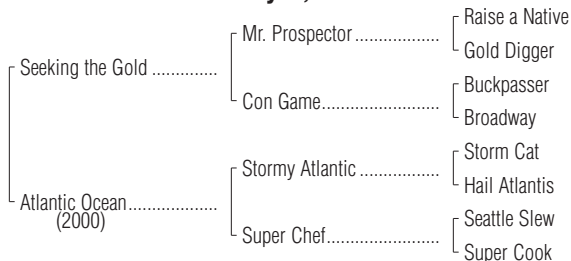 Raise a Native
Mr. Prospector ..................
Gold Digger
Seeking the Gold .............
Buckpasser
Con Game.........................
Broadway
Storm Cat
Stormy Atlantic .................
Hail Atlantis
Atlantic Ocean..................
(2000)
Seattle Slew
Super Chef........................
Super Cook